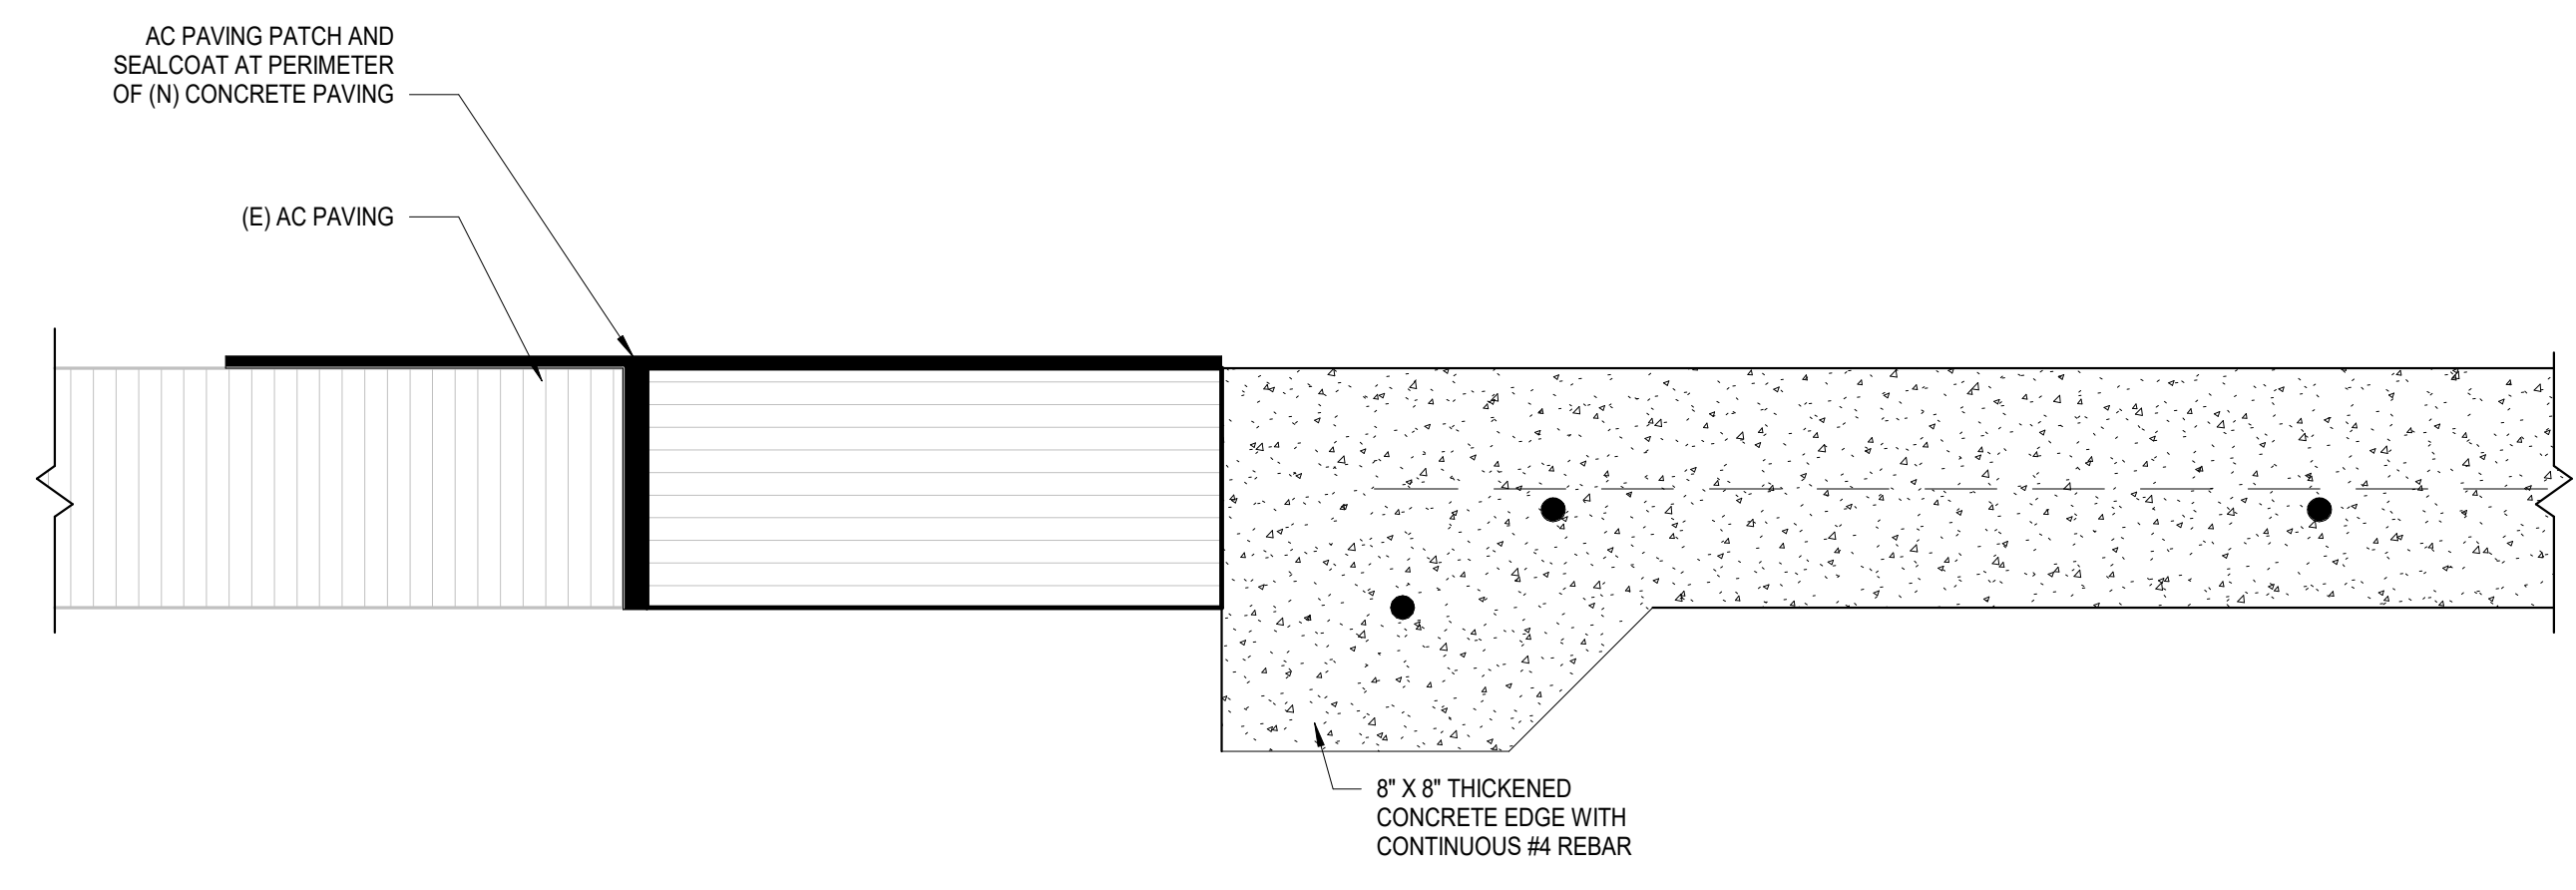 AC PAVING PATCH AND
SEALCOAT AT PERIMETER
OF (N) CONCRETE PAVING
(E) AC PAVING
8" X 8" THICKENED
CONCRETE EDGE WITH
CONTINUOUS #4 REBAR